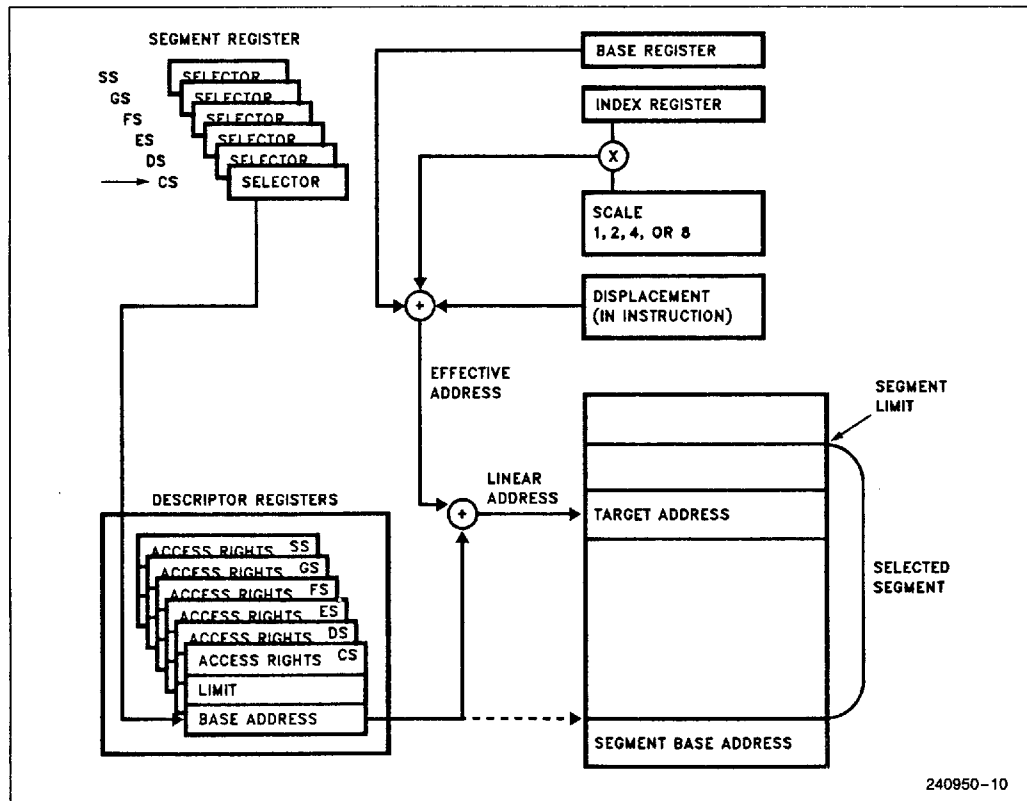 SEGMENT REGISTER
SS
GS
FS
ES
DS
CS
SELECTOR
SELECTOR
SELECTOR
SELECTOR
SELECTOR
SELECTOR
BASE REGISTER
INDEX REGISTER
X
SCALE
1, 2, 4, OR 8
+
DISPLACEMENT
(IN INSTRUCTION)
EFFECTIVE
ADDRESS
SEGMENT
LIMIT
LINEAR
ADDRESS
+
TARGET ADDRESS
SELECTED
SEGMENT
DESCRIPTOR REGISTERS
ACCESS RIGHTS SS
ACCESS RIGHTS GS
ACCESS RIGHTS FS
ACCESS RIGHTS ES
ACCESS RIGHTS DS
ACCESS RIGHTS CS
LIMIT
BASE ADDRESS
SEGMENT BASE ADDRESS
240950-10